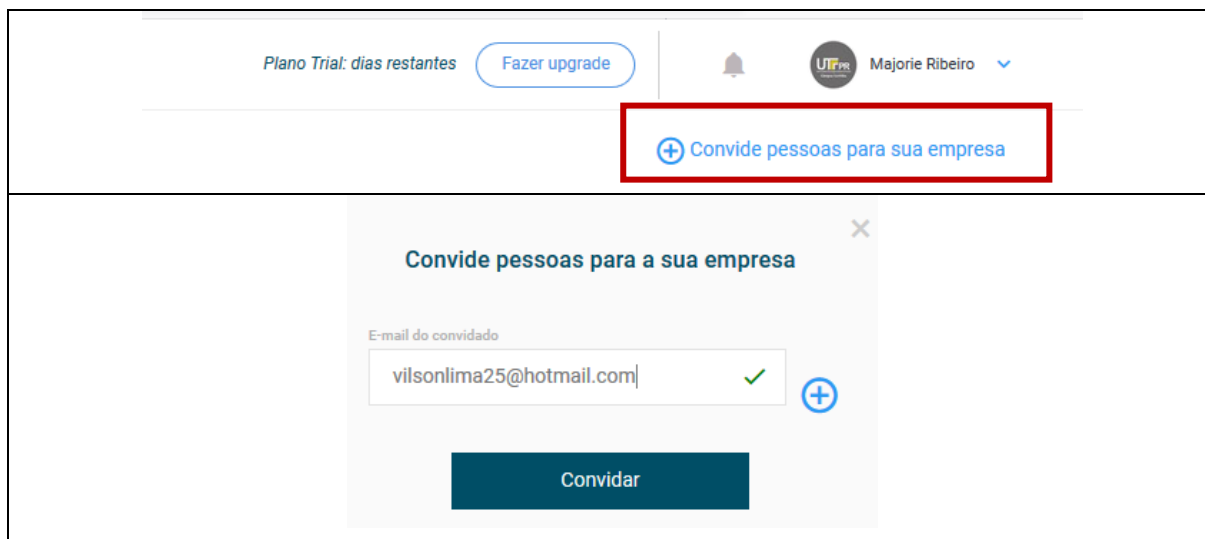 Plano Trial: dias restantes Fazer upgrade UTFPR Majorie Ribeiro
Convide pessoas para sua empresa
Convide pessoas para a sua empresa
E-mail do convidado
vilsonlima25@hotmail.com
Convidar